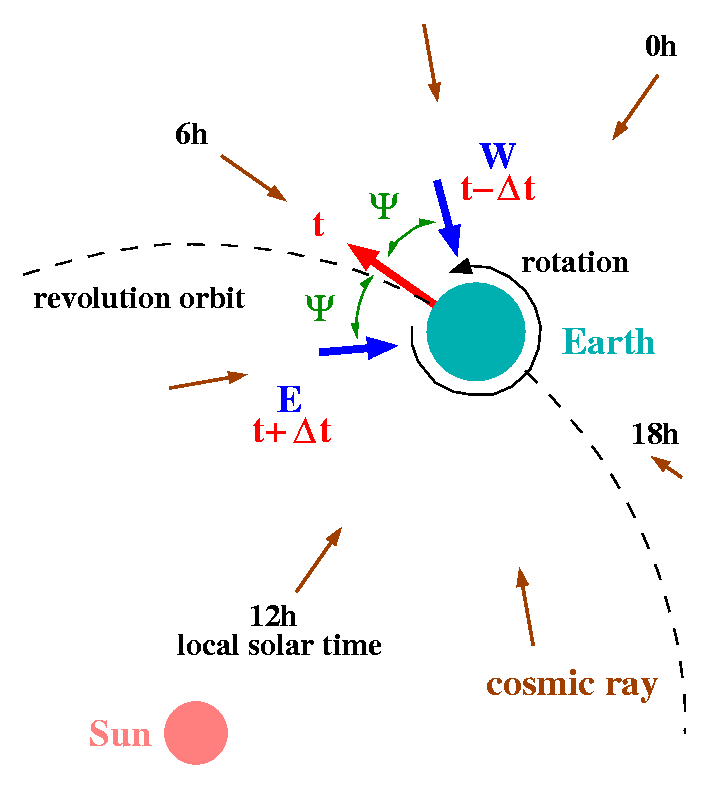 0h
6h
W
t−Δt
Ψ
t
rotation
revolution orbit
Ψ
Earth
E
t+Δt
18h
12h
local solar time
cosmic ray
Sun